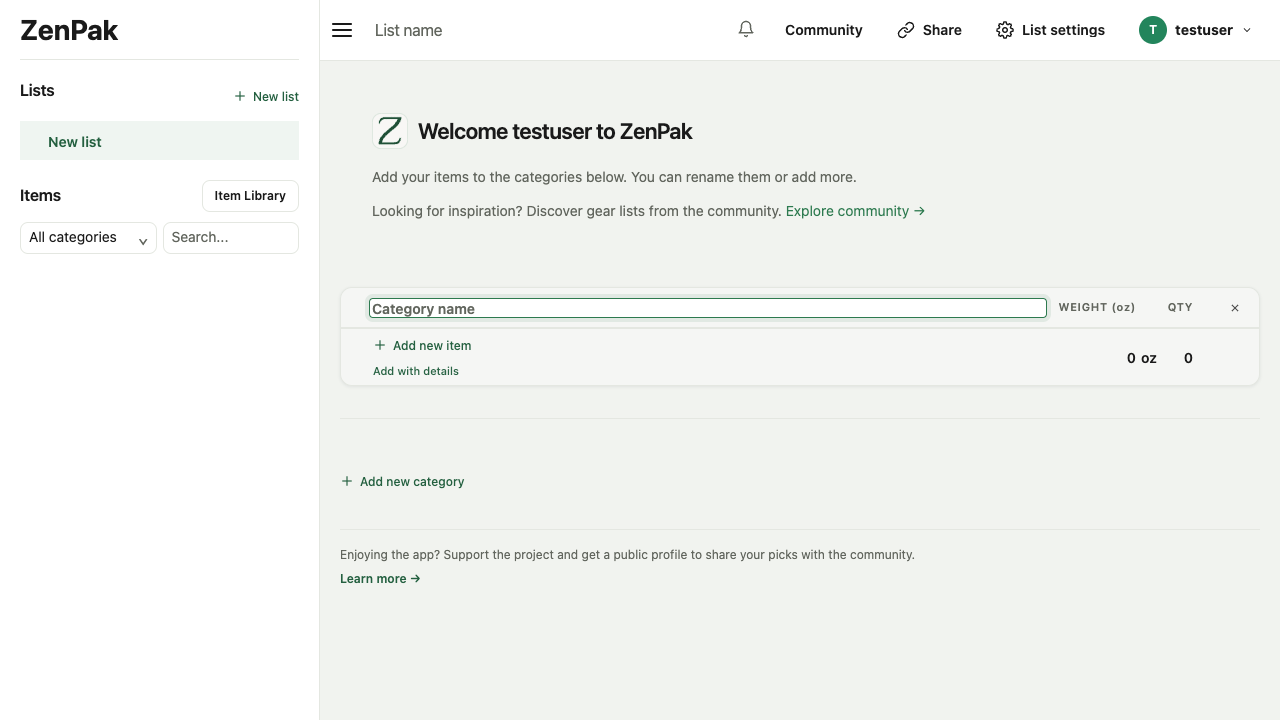 ZenPak
List name
Community
Share
List settings
T
testuser
Lists
New list
New list
Items
Item Library
All categories
Search...
Z
Welcome testuser to ZenPak
Add your items to the categories below. You can rename them or add more.
Looking for inspiration? Discover gear lists from the community. Explore community →
Category name
WEIGHT (oz)
QTY
×
Add new item
Add with details
0 oz
0
Add new category
Enjoying the app? Support the project and get a public profile to share your picks with the community.
Learn more →